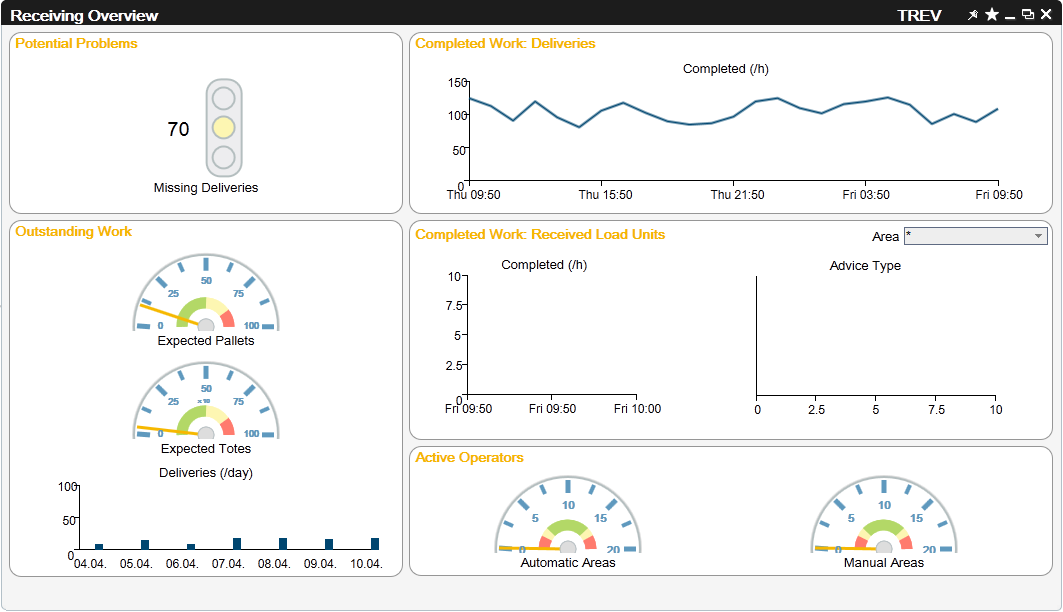 Receiving Overview TREV
Potential Problems
70
Missing Deliveries
Completed Work: Deliveries
Completed (/h)
150
100
50
0
Thu 09:50 Thu 16:50 Thu 21:50 Fri 03:50 Fri 09:50
Outstanding Work
0 25 50 75 100
Expected Pallets
0 25 50 75 100
x 10
Expected Totes
Deliveries (/day)
100
50
0
04.04. 05.04. 06.04. 07.04. 08.04. 09.04. 10.04.
Completed Work: Received Load Units
Area *
Completed (/h)
10
7.5
5
2.5
0
Fri 09:50 Fri 09:50 Fri 10:00
Advice Type
0 2.5 5 7.5 10
Active Operators
0 5 10 15 20
Automatic Areas
0 5 10 15 20
Manual Areas